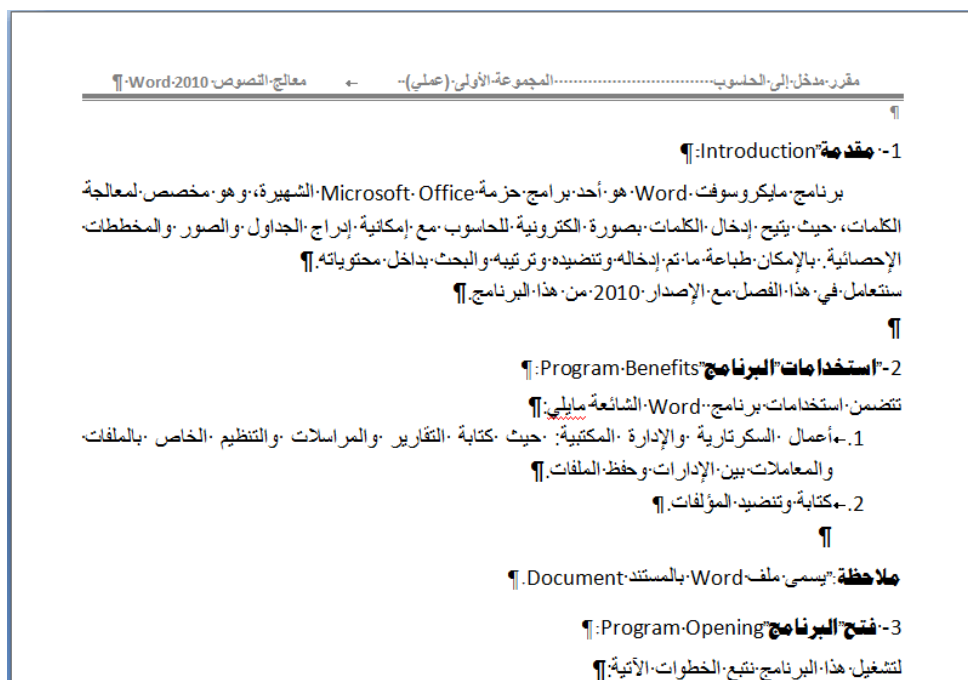 مقرر مدخل إلى الحاسوب المجموعة الأولى (عملي) معالج النصوص Word 2010
1- مقدمة Introduction:
برنامج مايكروسوفت Word هو أحد برامج حزمة Microsoft Office الشهيرة، وهو مخصص لمعالجة
الكلمات، حيث يتيح إدخال الكلمات بصورة الكترونية للحاسوب مع إمكانية إدراج الجداول والصور والمخططات
الإحصائية. بالإمكان طباعة ما تم إدخاله وتنضيده وترتيبه والبحث بداخل محتوياته.
سنتعامل في هذا الفصل مع الإصدار 2010 من هذا البرنامج.
2- استخدامات البرنامج Program Benefits:
تتضمن استخدامات برنامج Word الشائعة مايلي:
1. أعمال السكرتارية والإدارة المكتبية: حيث كتابة التقارير والمراسلات والتنظيم الخاص بالملفات
والمعاملات بين الإدارات وحفظ الملفات.
2. كتابة وتنضيد المؤلفات.
ملاحظة: يسمى ملف Word بالمستند Document.
3- فتح البرنامج Program Opening:
لتشغيل هذا البرنامج نتبع الخطوات الآتية: